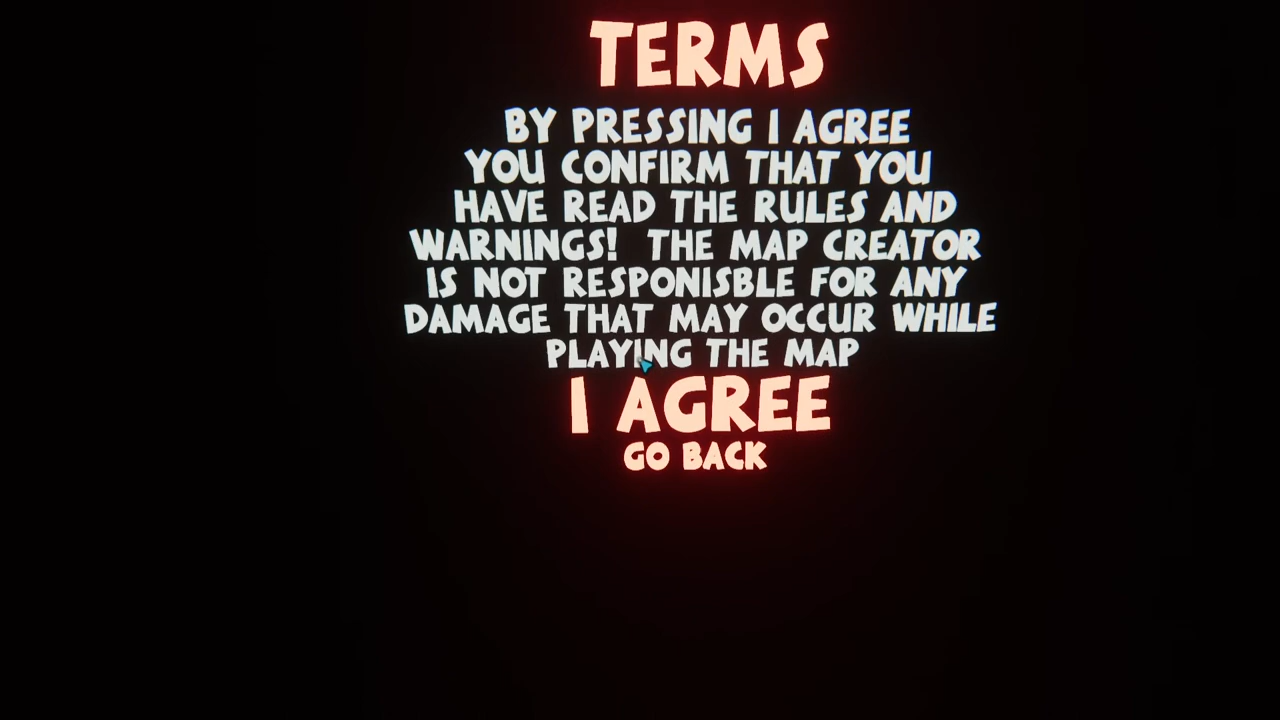 TERMS
BY PRESSING I AGREE
YOU CONFIRM THAT YOU
HAVE READ THE RULES AND
WARNINGS! THE MAP CREATOR
IS NOT RESPONISBLE FOR ANY
DAMAGE THAT MAY OCCUR WHILE
PLAYING THE MAP
I AGREE
GO BACK